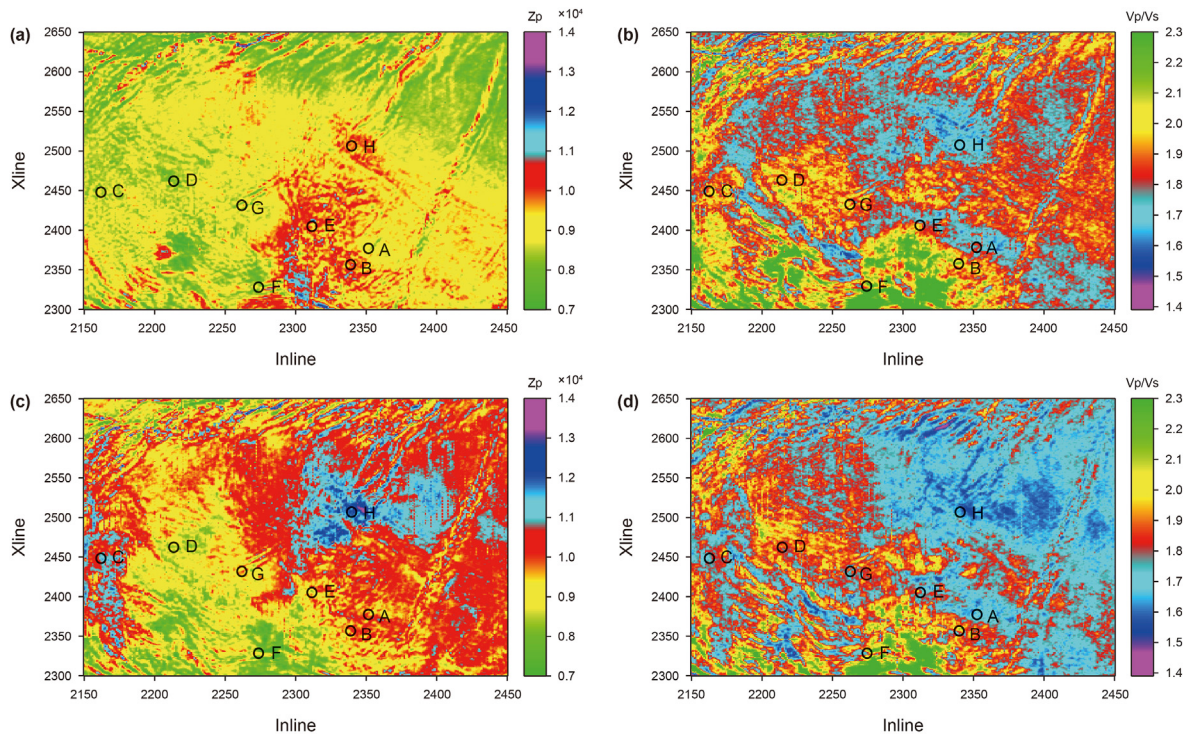 Zp ×10⁴
(a)
2650
2600
2550
2500
2450
2400
2350
2300
Xline
1.4
1.3
1.2
1.1
1.0
0.9
0.8
0.7
H
D
C
G
E
A
B
F
2150 2200 2250 2300 2350 2400 2450
Inline
Vp/Vs
(b)
2650
2600
2550
2500
2450
2400
2350
2300
Xline
2.3
2.2
2.1
2.0
1.9
1.8
1.7
1.6
1.5
1.4
H
D
C
G
E
A
B
F
2150 2200 2250 2300 2350 2400 2450
Inline
Zp ×10⁴
(c)
2650
2600
2550
2500
2450
2400
2350
2300
Xline
1.4
1.3
1.2
1.1
1.0
0.9
0.8
0.7
H
D
C
G
E
A
B
F
2150 2200 2250 2300 2350 2400 2450
Inline
Vp/Vs
(d)
2650
2600
2550
2500
2450
2400
2350
2300
Xline
2.3
2.2
2.1
2.0
1.9
1.8
1.7
1.6
1.5
1.4
H
D
C
G
E
A
B
F
2150 2200 2250 2300 2350 2400 2450
Inline